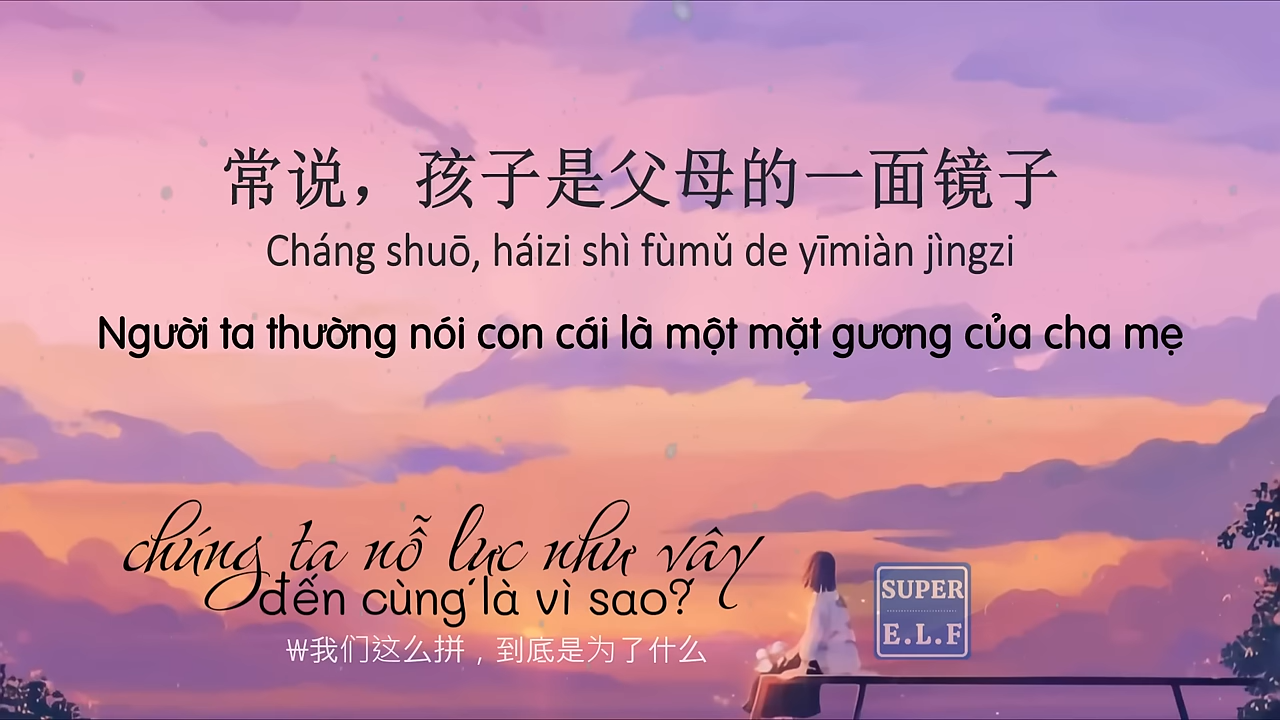 常说，孩子是父母的一面镜子
Cháng shuō, háizi shì fùmǔ de yīmiàn jìngzi
Người ta thường nói con cái là một mặt gương của cha mẹ
chúng ta nỗ lực như vậy
đến cùng là vì sao?
₩我们这么拼，到底是为了什么
SUPER
E.L.F